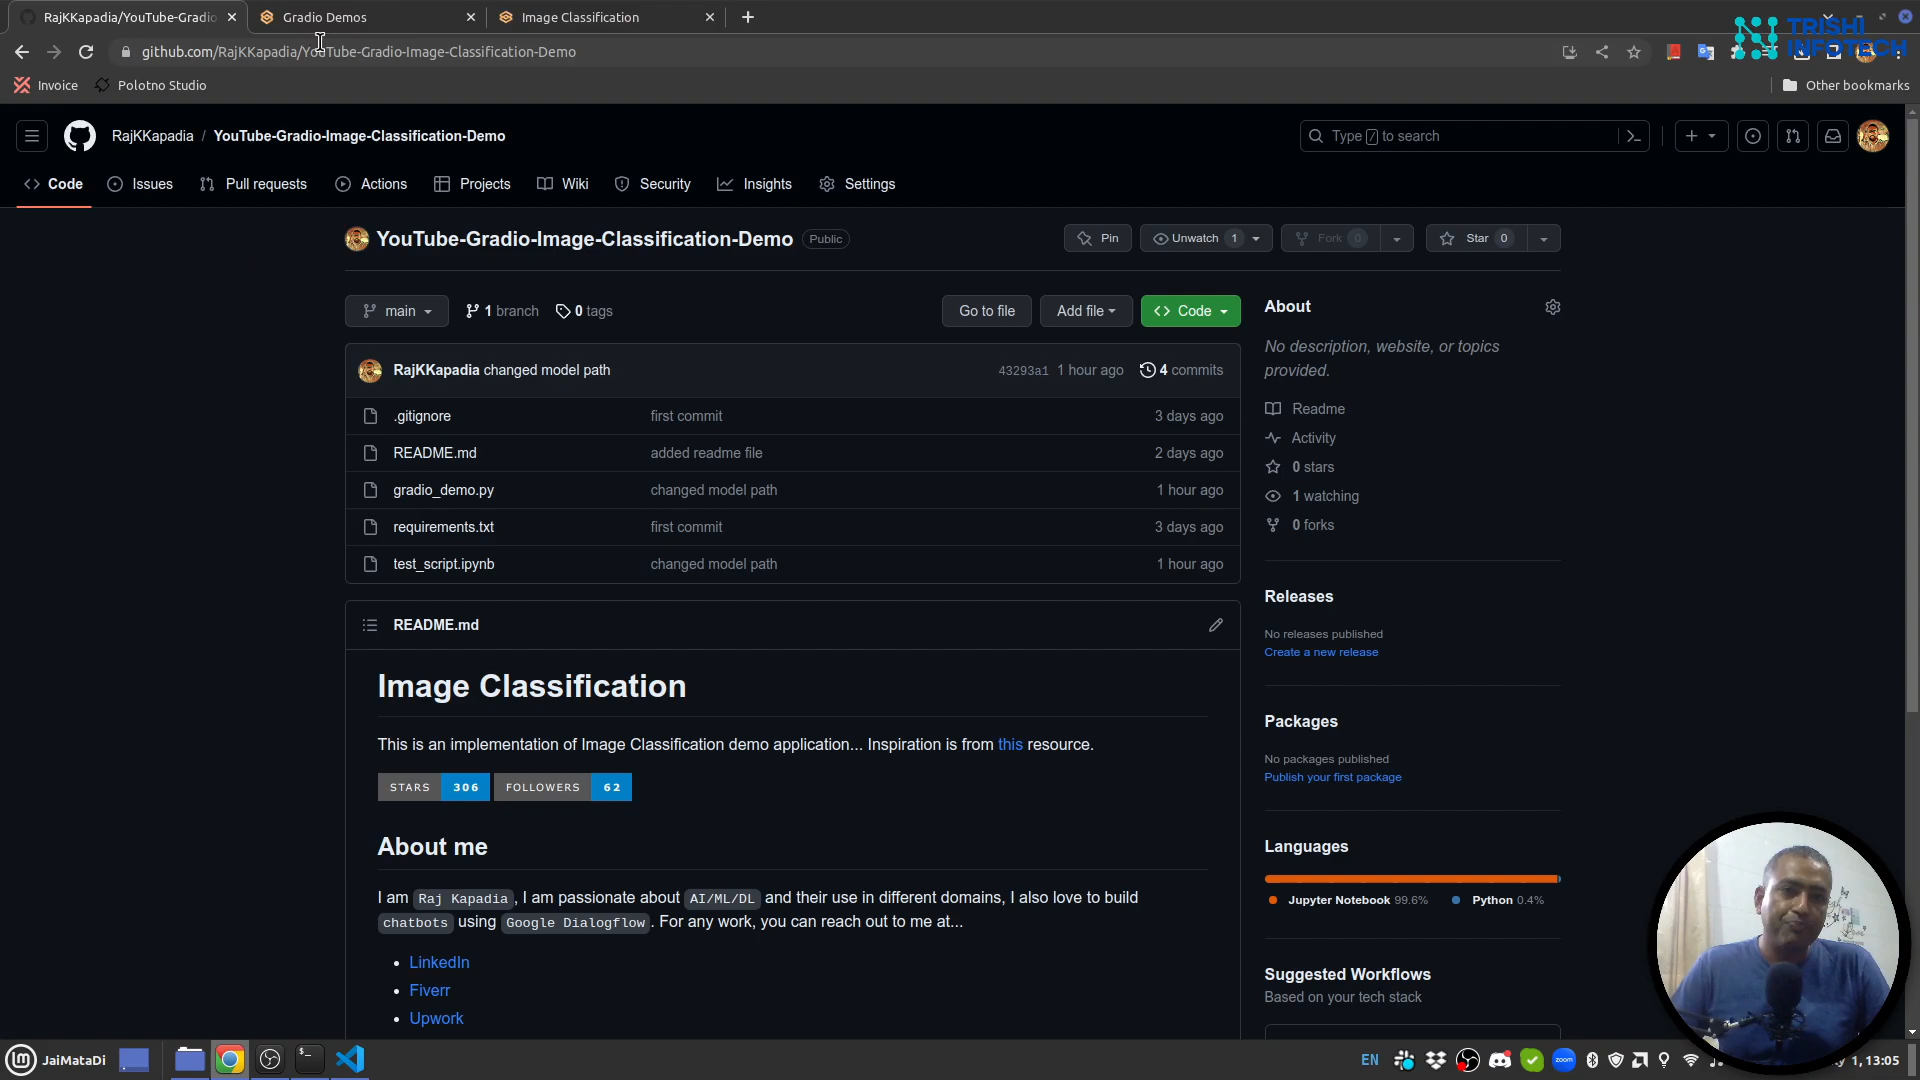 RajKKapadia/YouTube-Gradio
Gradio Demos
Image Classification
TRISHI
INFOTECH
github.com/RajKKapadia/YouTube-Gradio-Image-Classification-Demo
Invoice
Polotno Studio
Other bookmarks
RajKKapadia / YouTube-Gradio-Image-Classification-Demo
Type / to search
Code
Issues
Pull requests
Actions
Projects
Wiki
Security
Insights
Settings
YouTube-Gradio-Image-Classification-Demo Public
Pin
Unwatch 1
Fork 0
Star 0
main
1 branch
0 tags
Go to file
Add file
Code
RajKKapadia changed model path 43293a1 1 hour ago 4 commits
.gitignore first commit 3 days ago
README.md added readme file 2 days ago
gradio_demo.py changed model path 1 hour ago
requirements.txt first commit 3 days ago
test_script.ipynb changed model path 1 hour ago
README.md
Image Classification
This is an implementation of Image Classification demo application... Inspiration is from this resource.
STARS 306 FOLLOWERS 62
About me
I am Raj Kapadia, I am passionate about AI/ML/DL and their use in different domains, I also love to build
chatbots using Google Dialogflow. For any work, you can reach out to me at...
LinkedIn
Fiverr
Upwork
About
No description, website, or topics
provided.
Readme
Activity
0 stars
1 watching
0 forks
Releases
No releases published
Create a new release
Packages
No packages published
Publish your first package
Languages
Jupyter Notebook 99.6% Python 0.4%
Suggested Workflows
Based on your tech stack
JaiMataDi
EN
zoom
1, 13:05